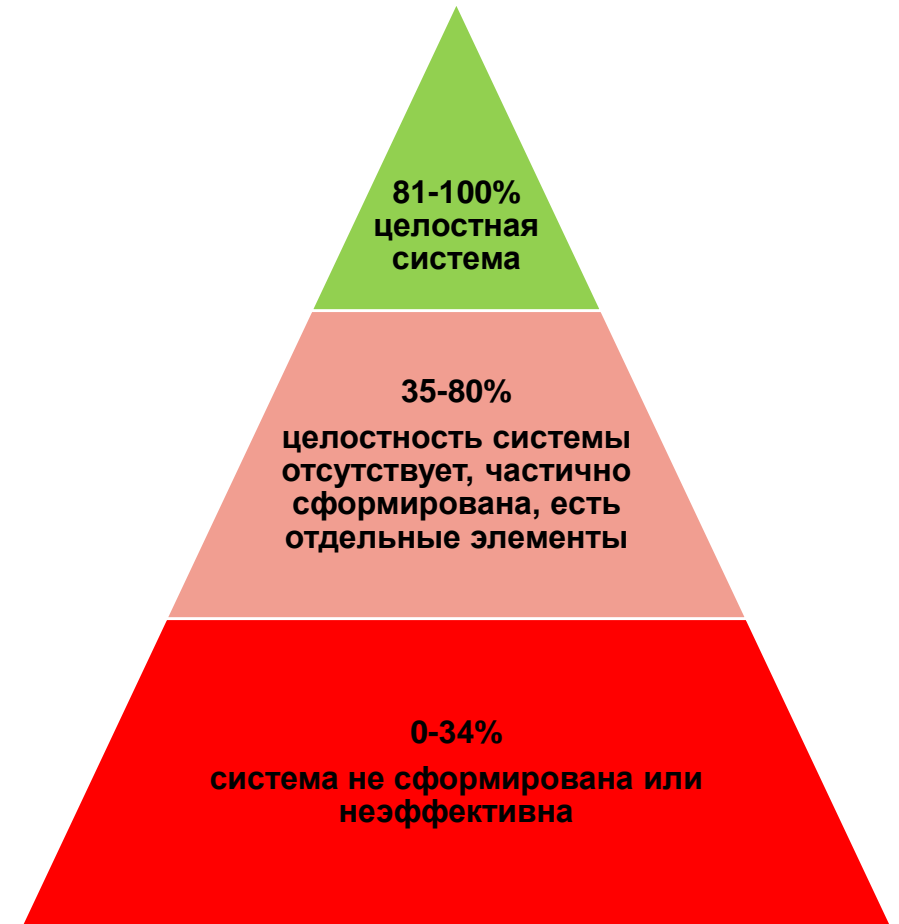 81-100%
целостная
система
35-80%
целостность системы
отсутствует, частично
сформирована, есть
отдельные элементы
0-34%
система не сформирована или
неэффективна